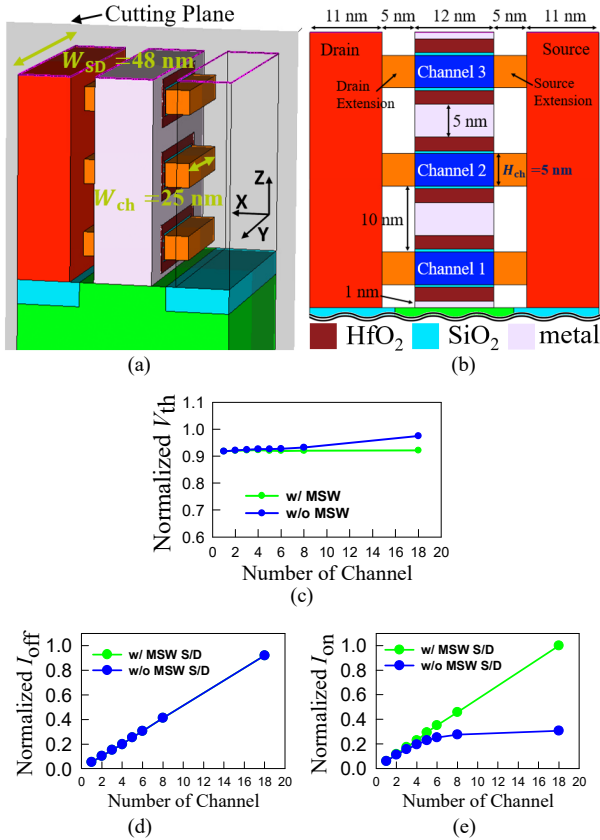 Cutting Plane
W_SD =48 nm
W_ch =25 nm
Z
X
Y
(a)
11 nm 5 nm 12 nm 5 nm 11 nm
Drain
Source
Channel 3
Drain
Extension
Source
Extension
5 nm
Channel 2
H_ch =5 nm
10 nm
Channel 1
1 nm
HfO2 SiO2 metal
(b)
Normalized Vth
1.1
1.0
0.9
0.8
0.7
0.6
w/ MSW
w/o MSW
0 2 4 6 8 10 12 14 16 18 20
Number of Channel
(c)
Normalized Ioff
1.0
0.8
0.6
0.4
0.2
0.0
w/ MSW S/D
w/o MSW S/D
0 2 4 6 8 10 12 14 16 18 20
Number of Channel
(d)
Normalized Ion
1.0
0.8
0.6
0.4
0.2
0.0
w/ MSW S/D
w/o MSW S/D
0 2 4 6 8 10 12 14 16 18 20
Number of Channel
(e)